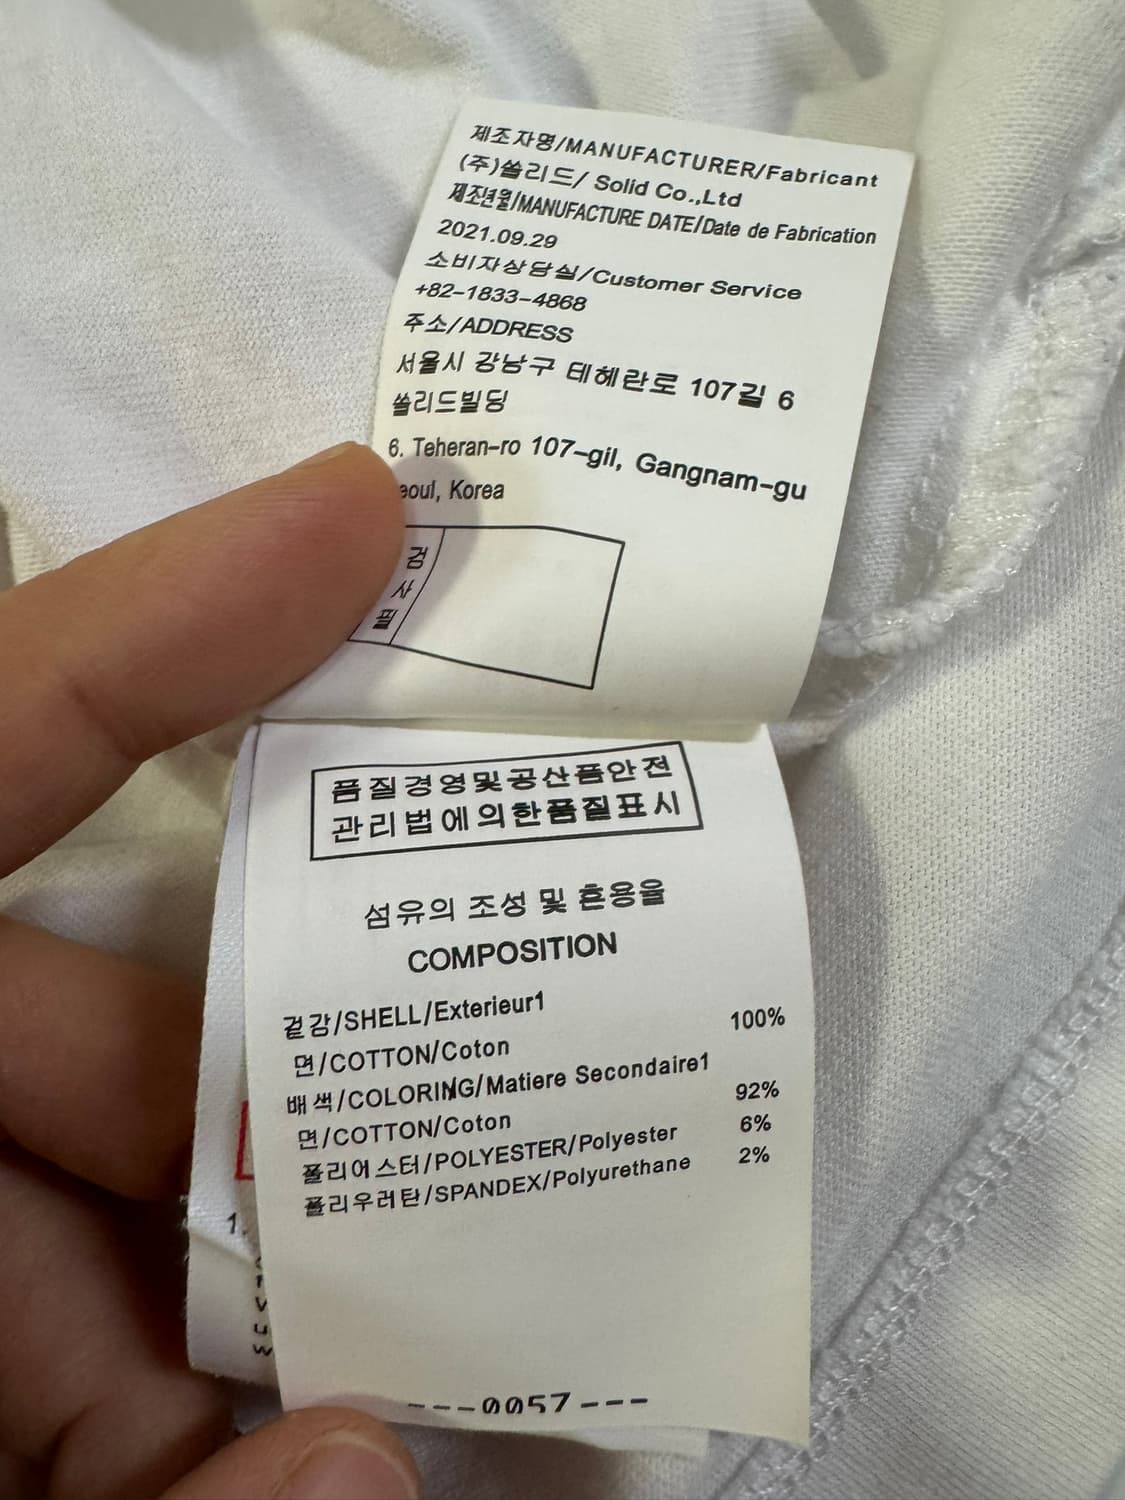 제조자명/MANUFACTURER/Fabricant
(주)쏠리드/ Solid Co.,Ltd
제조년월/MANUFACTURE DATE/Date de Fabrication
2021.09.29
소비자상담실/Customer Service
+82-1833-4868
주소/ADDRESS
서울시 강남구 테헤란로 107길 6
쏠리드빌딩
6. Teheran-ro 107-gil, Gangnam-gu
eoul, Korea
검
사
필
품질경영및공산품안전
관리법에의한품질표시
섬유의 조성 및 흔용율
COMPOSITION
겉감/SHELL/Exterieur1
면/COTTON/Coton 100%
배색/COLORING/Matiere Secondaire1
면/COTTON/Coton 92%
폴리에스터/POLYESTER/Polyester 6%
폴리우러탄/SPANDEX/Polyurethane 2%
1.
---0057---